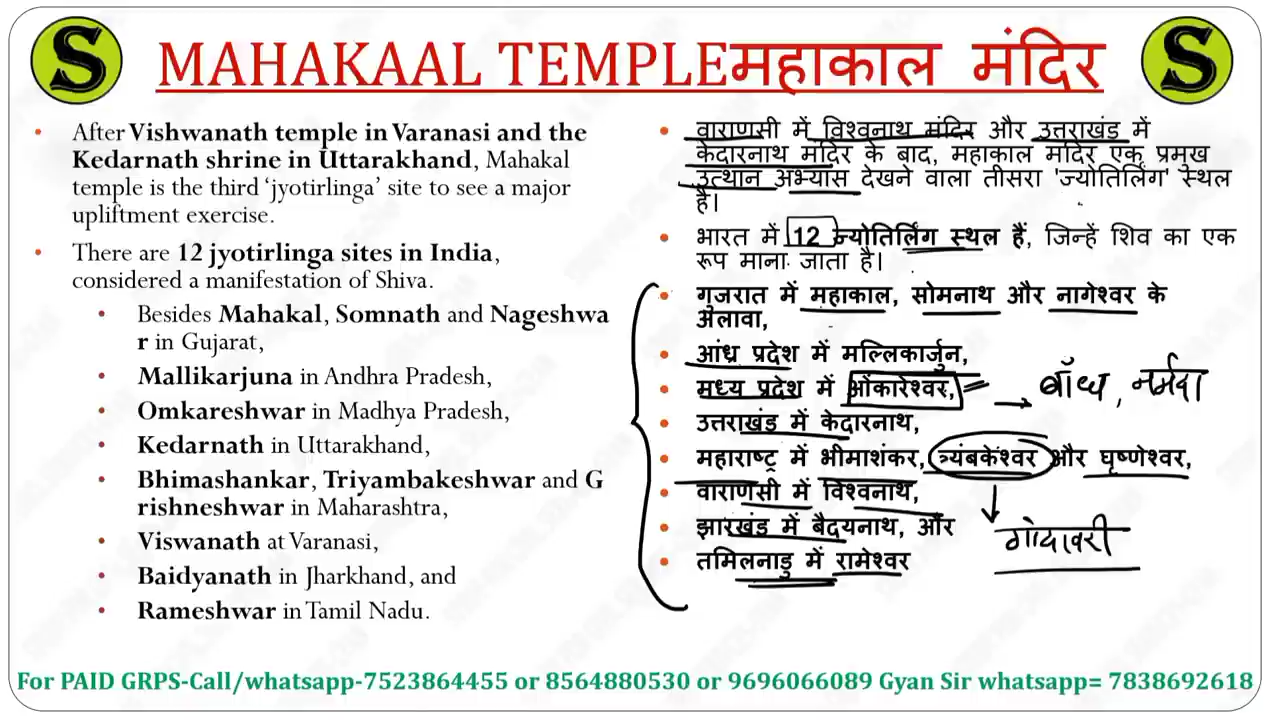 S
MAHAKAAL TEMPLEमहाकाल मंदिर
S
• After Vishwanath temple in Varanasi and the
Kedarnath shrine in Uttarakhand, Mahakal
temple is the third ‘jyotirlinga’ site to see a major
upliftment exercise.
• There are 12 jyotirlinga sites in India,
considered a manifestation of Shiva.
• Besides Mahakal, Somnath and Nageshwa
r in Gujarat,
• Mallikarjuna in Andhra Pradesh,
• Omkareshwar in Madhya Pradesh,
• Kedarnath in Uttarakhand,
• Bhimashankar, Triyambakeshwar and G
rishneshwar in Maharashtra,
• Viswanath at Varanasi,
• Baidyanath in Jharkhand, and
• Rameshwar in Tamil Nadu.
• वाराणसी में विश्वनाथ मंदिर और उत्तराखंड में
केदारनाथ मंदिर के बाद, महाकाल मंदिर एक प्रमुख
उत्थान अभ्यास देखने वाला तीसरा 'ज्योतिर्लिंग' स्थल
है।
• भारत में 12 ज्योतिर्लिंग स्थल हैं, जिन्हें शिव का एक
रूप माना जाता है।
• गुजरात में महाकाल, सोमनाथ और नागेश्वर के
अलावा,
• आंध्र प्रदेश में मल्लिकार्जुन,
• मध्य प्रदेश में ओंकारेश्वर, → बॉध, नर्मदा
• उत्तराखंड में केदारनाथ,
• महाराष्ट्र में भीमाशंकर, त्र्यंबकेश्वर और घृष्णेश्वर,
• वाराणसी में विश्वनाथ,
• झारखंड में बैदयनाथ, और
गोदावरी
• तमिलनाडु में रामेश्वर
For PAID GRPS-Call/whatsapp-7523864455 or 8564880530 or 9696066089 Gyan Sir whatsapp= 7838692618